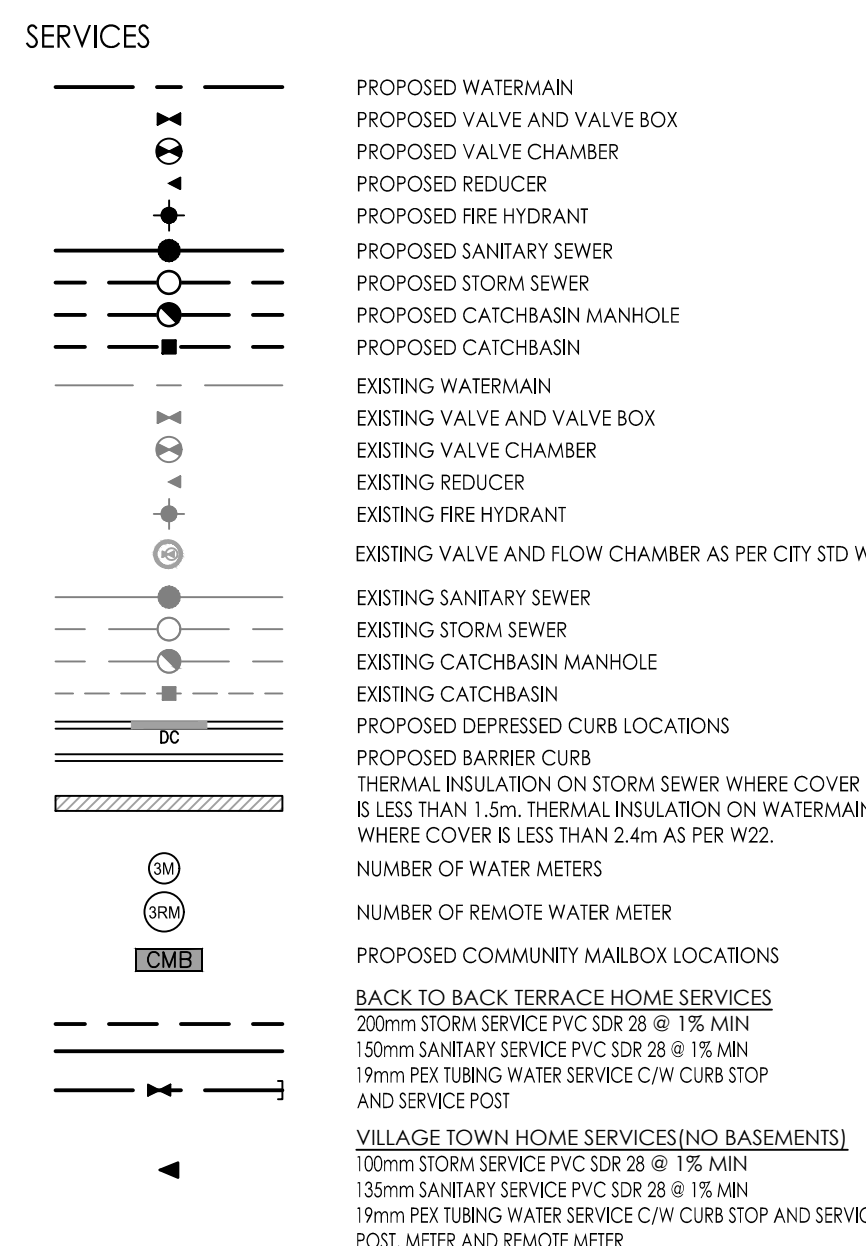 SERVICES
PROPOSED WATERMAIN
PROPOSED VALVE AND VALVE BOX
PROPOSED VALVE CHAMBER
PROPOSED REDUCER
PROPOSED FIRE HYDRANT
PROPOSED SANITARY SEWER
PROPOSED STORM SEWER
PROPOSED CATCHBASIN MANHOLE
PROPOSED CATCHBASIN
EXISTING WATERMAIN
EXISTING VALVE AND VALVE BOX
EXISTING VALVE CHAMBER
EXISTING REDUCER
EXISTING FIRE HYDRANT
EXISTING VALVE AND FLOW CHAMBER AS PER CITY STD
EXISTING SANITARY SEWER
EXISTING STORM SEWER
EXISTING CATCHBASIN MANHOLE
EXISTING CATCHBASIN
DC PROPOSED DEPRESSED CURB LOCATIONS
PROPOSED BARRIER CURB
THERMAL INSULATION ON STORM SEWER WHERE COVER
IS LESS THAN 1.5m. THERMAL INSULATION ON WATERMAIN
WHERE COVER IS LESS THAN 2.4m AS PER W22.
3M NUMBER OF WATER METERS
3RM NUMBER OF REMOTE WATER METER
CMB PROPOSED COMMUNITY MAILBOX LOCATIONS
BACK TO BACK TERRACE HOME SERVICES
200mm STORM SERVICE PVC SDR 28 @ 1% MIN
150mm SANITARY SERVICE PVC SDR 28 @ 1% MIN
19mm PEX TUBING WATER SERVICE C/W CURB STOP
AND SERVICE POST
VILLAGE TOWN HOME SERVICES(NO BASEMENTS)
100mm STORM SERVICE PVC SDR 28 @ 1% MIN
135mm SANITARY SERVICE PVC SDR 28 @ 1% MIN
19mm PEX TUBING WATER SERVICE C/W CURB STOP AND SERVIC
POST, METER AND REMOTE METER